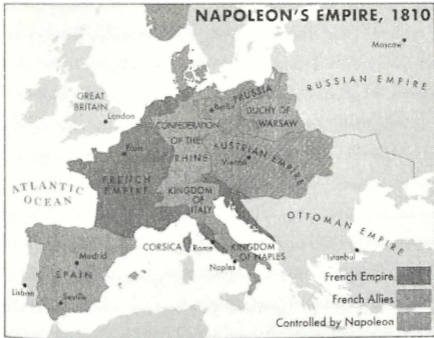 NAPOLEON'S EMPIRE, 1810
Moscow
RUSSIAN EMPIRE
GREAT
BRITAIN
London
Berlin
PRUSSIA
DUCHY OF
WARSAW
CONFEDERATION
OF THE
RHINE
Paris
AUSTRIAN EMPIRE
Vienna
FRENCH
EMPIRE
ATLANTIC
OCEAN
KINGDOM
OF
ITALY
OTTOMAN EMPIRE
CORSICA
Rome
KINGDOM
OF NAPLES
Naples
Istanbul
Madrid
SPAIN
Lisbon
Seville
French Empire
French Allies
Controlled by Napoleon